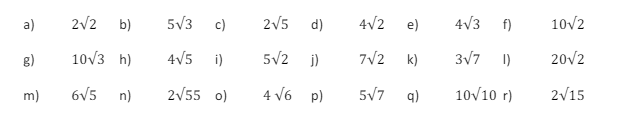 a) 2√2 b) 5√3 c) 2√5 d) 4√2 e) 4√3 f) 10√2
g) 10√3 h) 4√5 i) 5√2 j) 7√2 k) 3√7 l) 20√2
m) 6√5 n) 2√55 o) 4 √6 p) 5√7 q) 10√10 r) 2√15